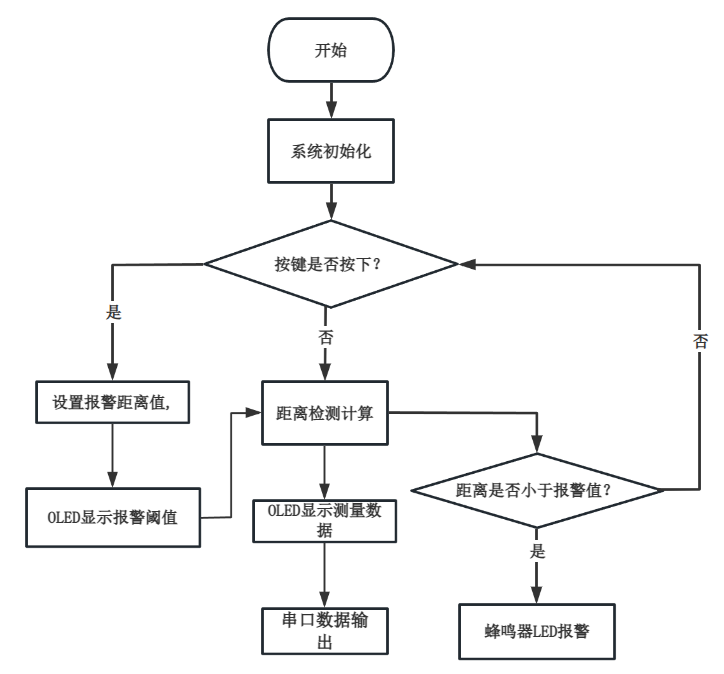 开始
系统初始化
按键是否按下?
是
否
否
设置报警距离值,
距离检测计算
距离是否小于报警值?
OLED显示报警阈值
OLED显示测量数
据
是
串口数据输
出
蜂鸣器LED报警